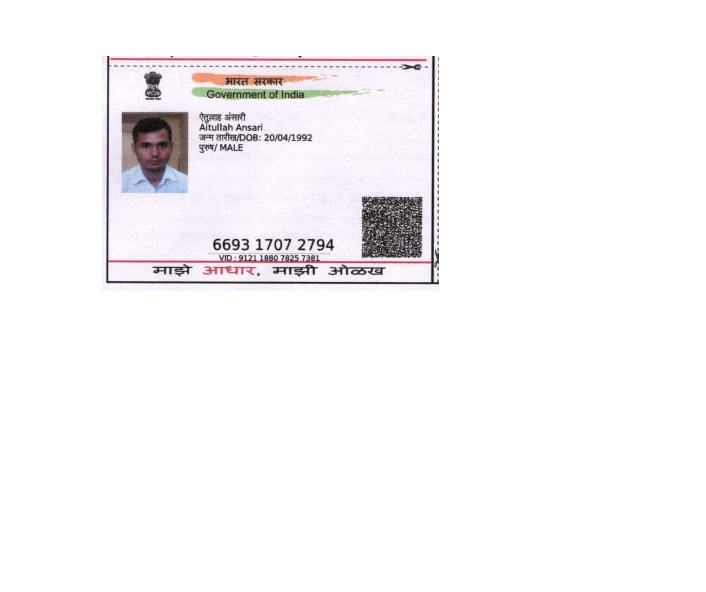 भारत सरकार
Government of India
ऐतुल्लाह अंसारी
Aitullah Ansari
जन्म तारीख/DOB: 20/04/1992
पुरुष/ MALE
6693 1707 2794
VID : 9121 1880 7825 7381
माझे आधार, माझी ओळख